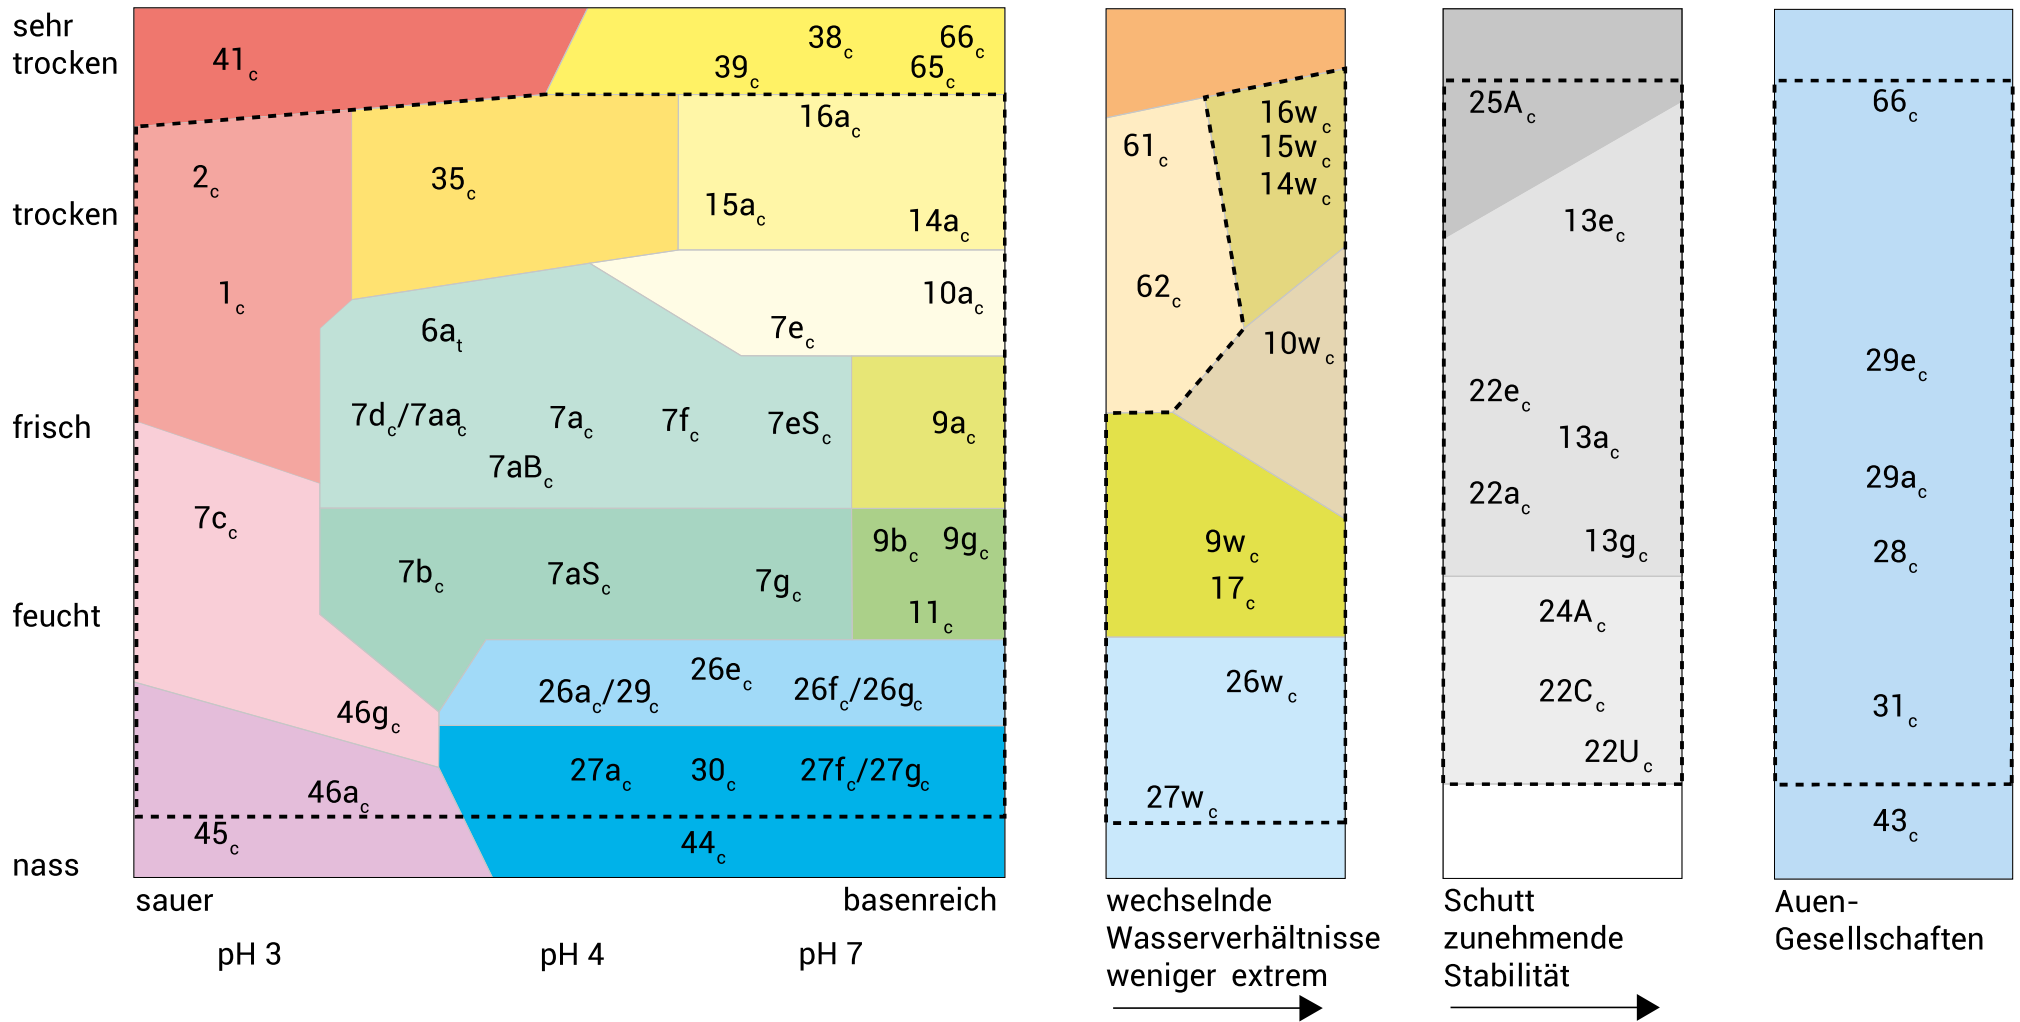 sehr
trocken
trocken
frisch
feucht
nass
41c
38c
66c
39c
65c
16ac
2c
35c
15ac
14ac
1c
10ac
6at
7ec
7dc/7aac
7ac
7fc
7eSc
9ac
7aBc
7cc
9bc
9gc
7bc
7aSc
7gc
11c
26ec
26ac/29c
26fc/26gc
46gc
27ac
30c
27fc/27gc
46ac
45c
44c
sauer
basenreich
pH 3
pH 4
pH 7
16wc
61c
15wc
14wc
62c
10wc
9wc
17c
26wc
27wc
wechselnde
Wasserverhältnisse
weniger extrem
25Ac
13ec
22ec
13ac
22ac
13gc
24Ac
22Cc
22Uc
Schutt
zunehmende
Stabilität
66c
29ec
29ac
28c
31c
43c
Auen-
Gesellschaften